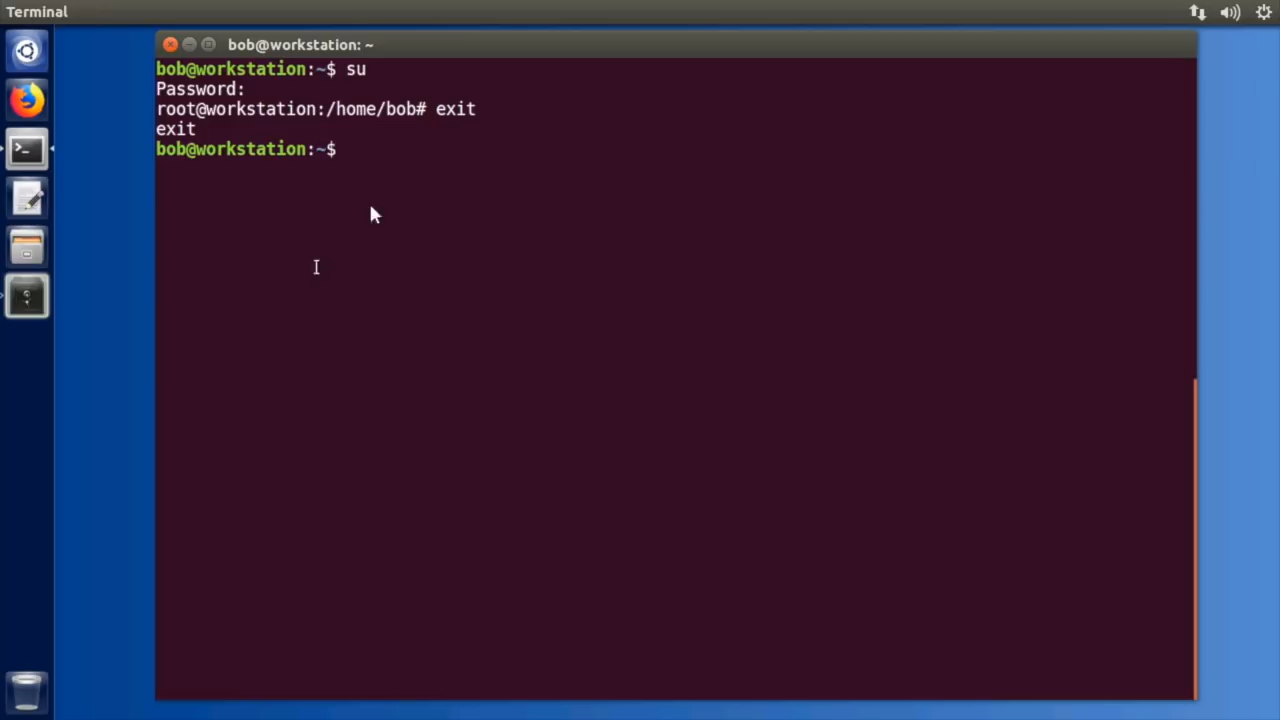 Terminal
bob@workstation: ~
bob@workstation:~$ su
Password:
root@workstation:/home/bob# exit
exit
bob@workstation:~$